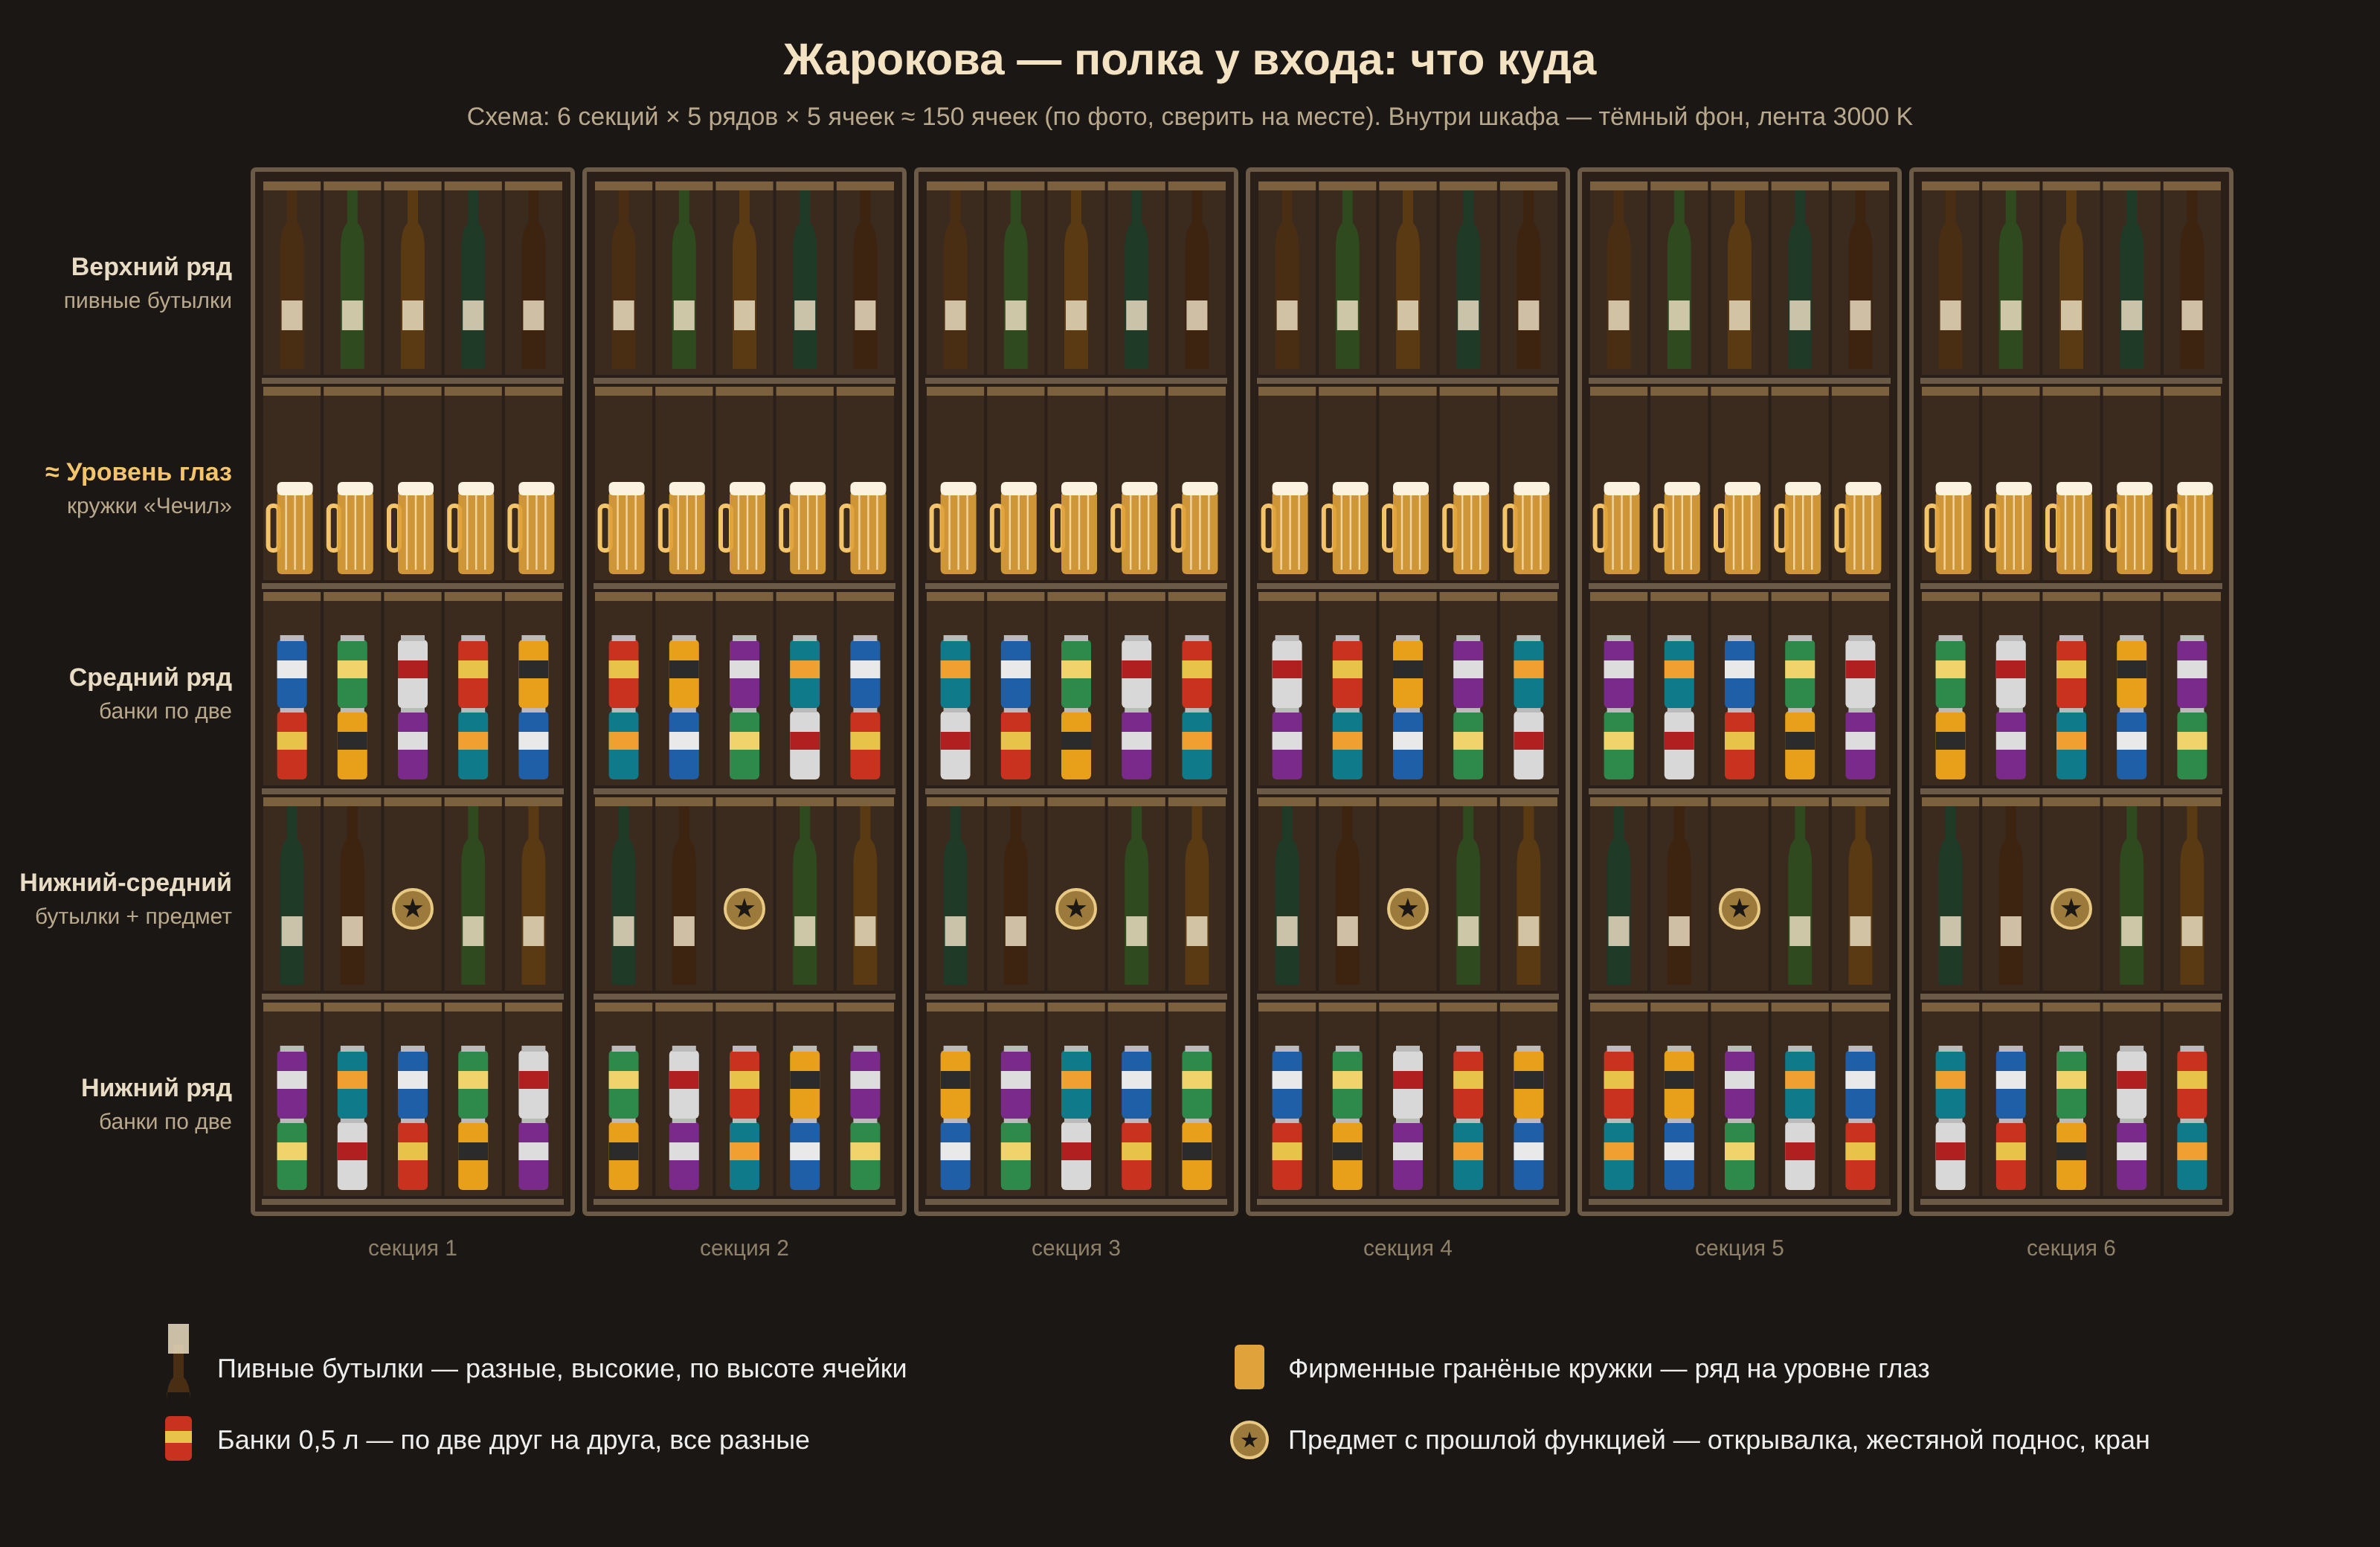 Жарокова — полка у входа: что куда
Схема: 6 секций × 5 рядов × 5 ячеек ≈ 150 ячеек (по фото, сверить на месте). Внутри шкафа — тёмный фон, лента 3000 K
Верхний ряд
пивные бутылки
≈ Уровень глаз
кружки «Чечил»
Средний ряд
банки по две
Нижний-средний
бутылки + предмет
Нижний ряд
банки по две
секция 1
секция 2
секция 3
секция 4
секция 5
секция 6
Пивные бутылки — разные, высокие, по высоте ячейки
Фирменные гранёные кружки — ряд на уровне глаз
Банки 0,5 л — по две друг на друга, все разные
Предмет с прошлой функцией — открывалка, жестяной поднос, кран